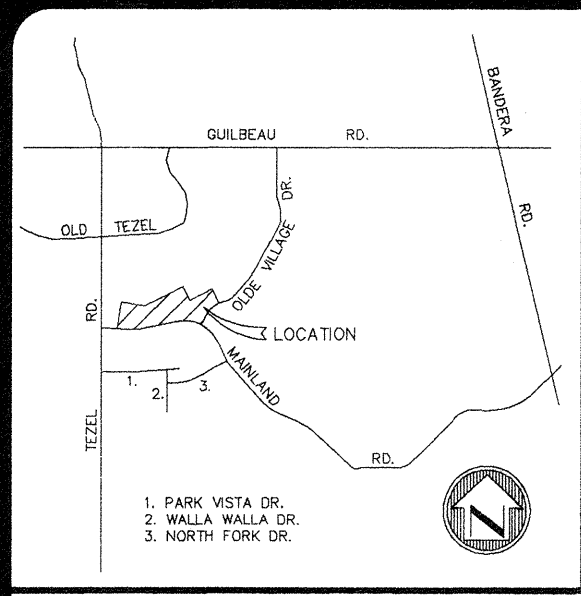 BANDERA RD.
GUILBEAU RD.
OLD TEZEL
OLDE VILLAGE DR.
TEZEL RD.
LOCATION
MAINLAND RD.
1.
2.
3.
1. PARK VISTA DR.
2. WALLA WALLA DR.
3. NORTH FORK DR.
N